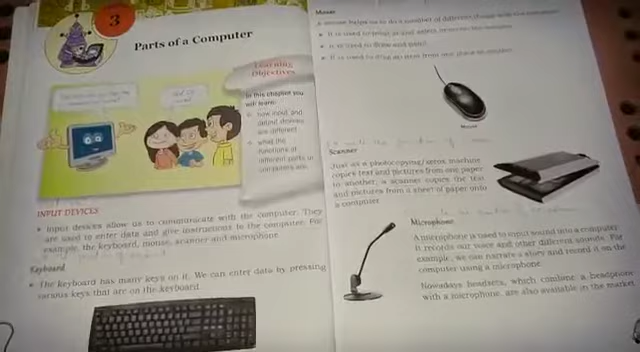 3
Parts of a Computer
Learning
Objectives
In this chapter you
will learn:
how input and
output devices
are different
what the
functions of
different parts of
computers are.
INPUT DEVICES
Input devices allow us to communicate with the computer. They
are used to enter data and give instructions to the computer. For
example, the keyboard, mouse, scanner and microphone.
Keyboard
The keyboard has many keys on it. We can enter data by pressing
various keys that are on the keyboard.
Mouse
A mouse helps us to do a number of different things with the computer.
It is used to point at and select
It is used to draw and paint.
It is used to drag an item from one place to another.
Mouse
Scanner
Just as a photocopying/xerox machine
copies text and pictures from one paper
to another, a scanner copies the text
and pictures from a sheet of paper onto
a computer.
Microphone
A microphone is used to input sound into a computer.
It records our voice and other different sounds. For
example, we can narrate a story and record it on the
computer using a microphone.
Nowadays headsets, which combine a headphone
with a microphone, are also available in the market